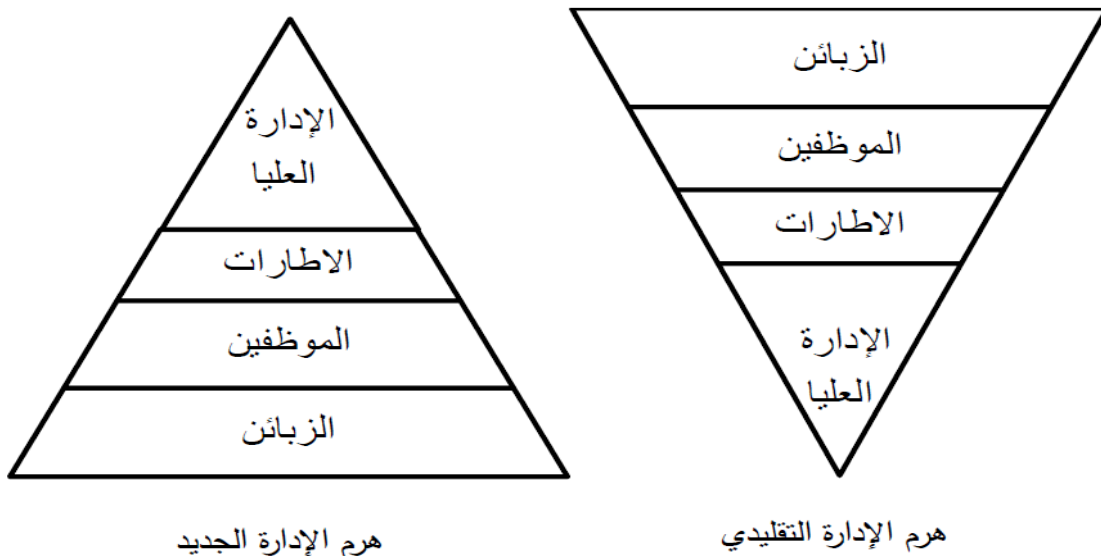 الزبائن
الموظفين
الاطارات
الإدارة
العليا
هرم الإدارة التقليدي
الإدارة
العليا
الاطارات
الموظفين
الزبائن
هرم الإدارة الجديد